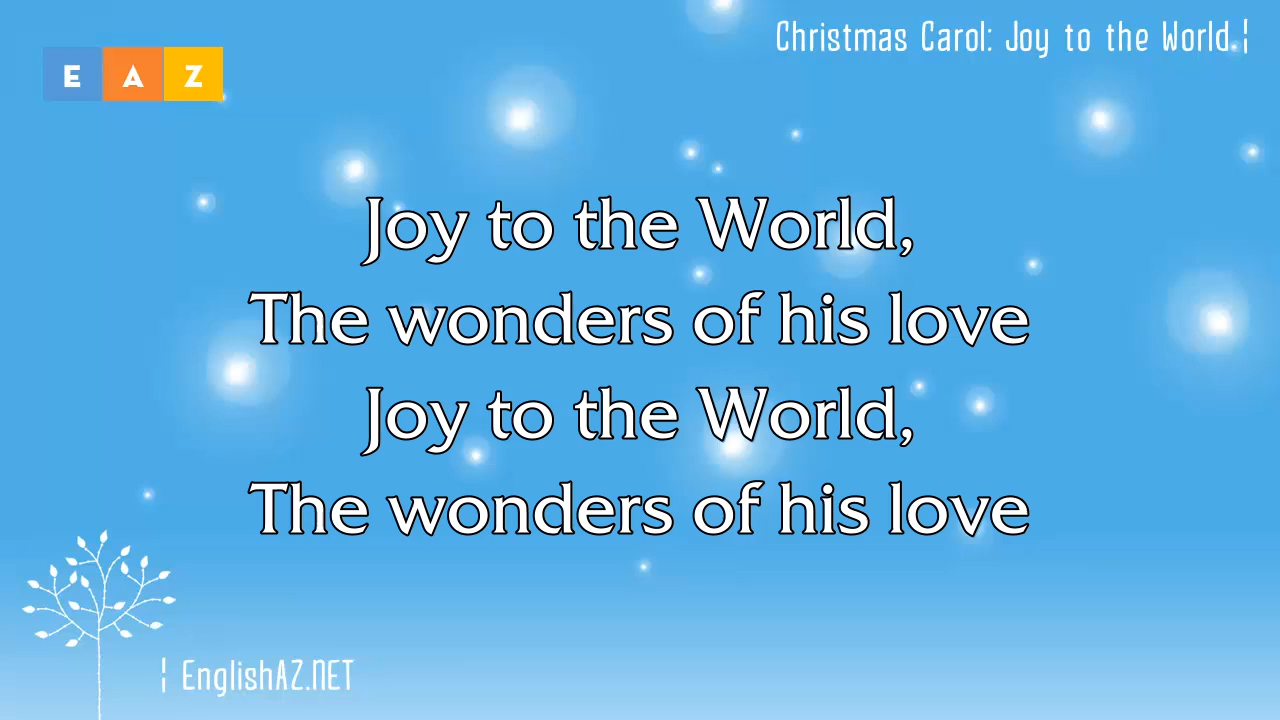 Christmas Carol: Joy to the World ¦
E A Z
Joy to the World,
The wonders of his love
Joy to the World,
The wonders of his love
¦ EnglishAZ.NET